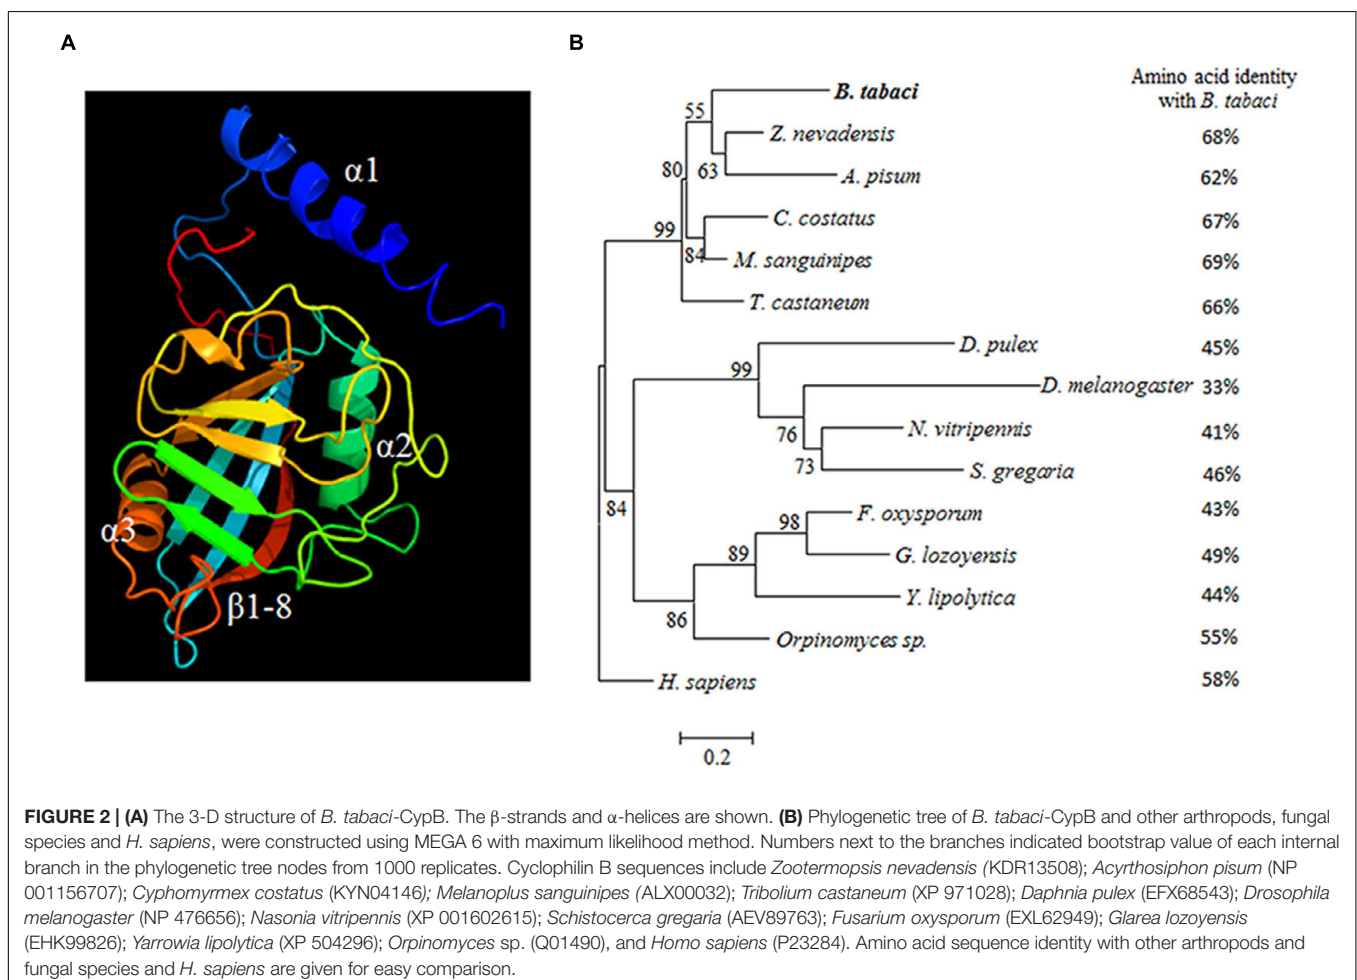 A
α1
α2
α3
β1-8
B
Amino acid identity
with B. tabaci
B. tabaci
55
Z. nevadensis 68%
80
63
A. pisum 62%
C. costatus 67%
99
84
M. sanguinipes 69%
T. castaneum 66%
D. pulex 45%
99
D. melanogaster 33%
N. vitripennis 41%
76
73
S. gregaria 46%
F. oxysporum 43%
84
98
G. lozoyensis 49%
89
Y. lipolytica 44%
86
Orpinomyces sp. 55%
H. sapiens 58%
0.2
FIGURE 2 | (A) The 3-D structure of B. tabaci-CypB. The β-strands and α-helices are shown. (B) Phylogenetic tree of B. tabaci-CypB and other arthropods, fungal
species and H. sapiens, were constructed using MEGA 6 with maximum likelihood method. Numbers next to the branches indicated bootstrap value of each internal
branch in the phylogenetic tree nodes from 1000 replicates. Cyclophilin B sequences include Zootermopsis nevadensis (KDR13508); Acyrthosiphon pisum (NP
001156707); Cyphomyrmex costatus (KYN04146); Melanoplus sanguinipes (ALX00032); Tribolium castaneum (XP 971028); Daphnia pulex (EFX68543); Drosophila
melanogaster (NP 476656); Nasonia vitripennis (XP 001602615); Schistocerca gregaria (AEV89763); Fusarium oxysporum (EXL62949); Glarea lozoyensis
(EHK99826); Yarrowia lipolytica (XP 504296); Orpinomyces sp. (Q01490), and Homo sapiens (P23284). Amino acid sequence identity with other arthropods and
fungal species and H. sapiens are given for easy comparison.